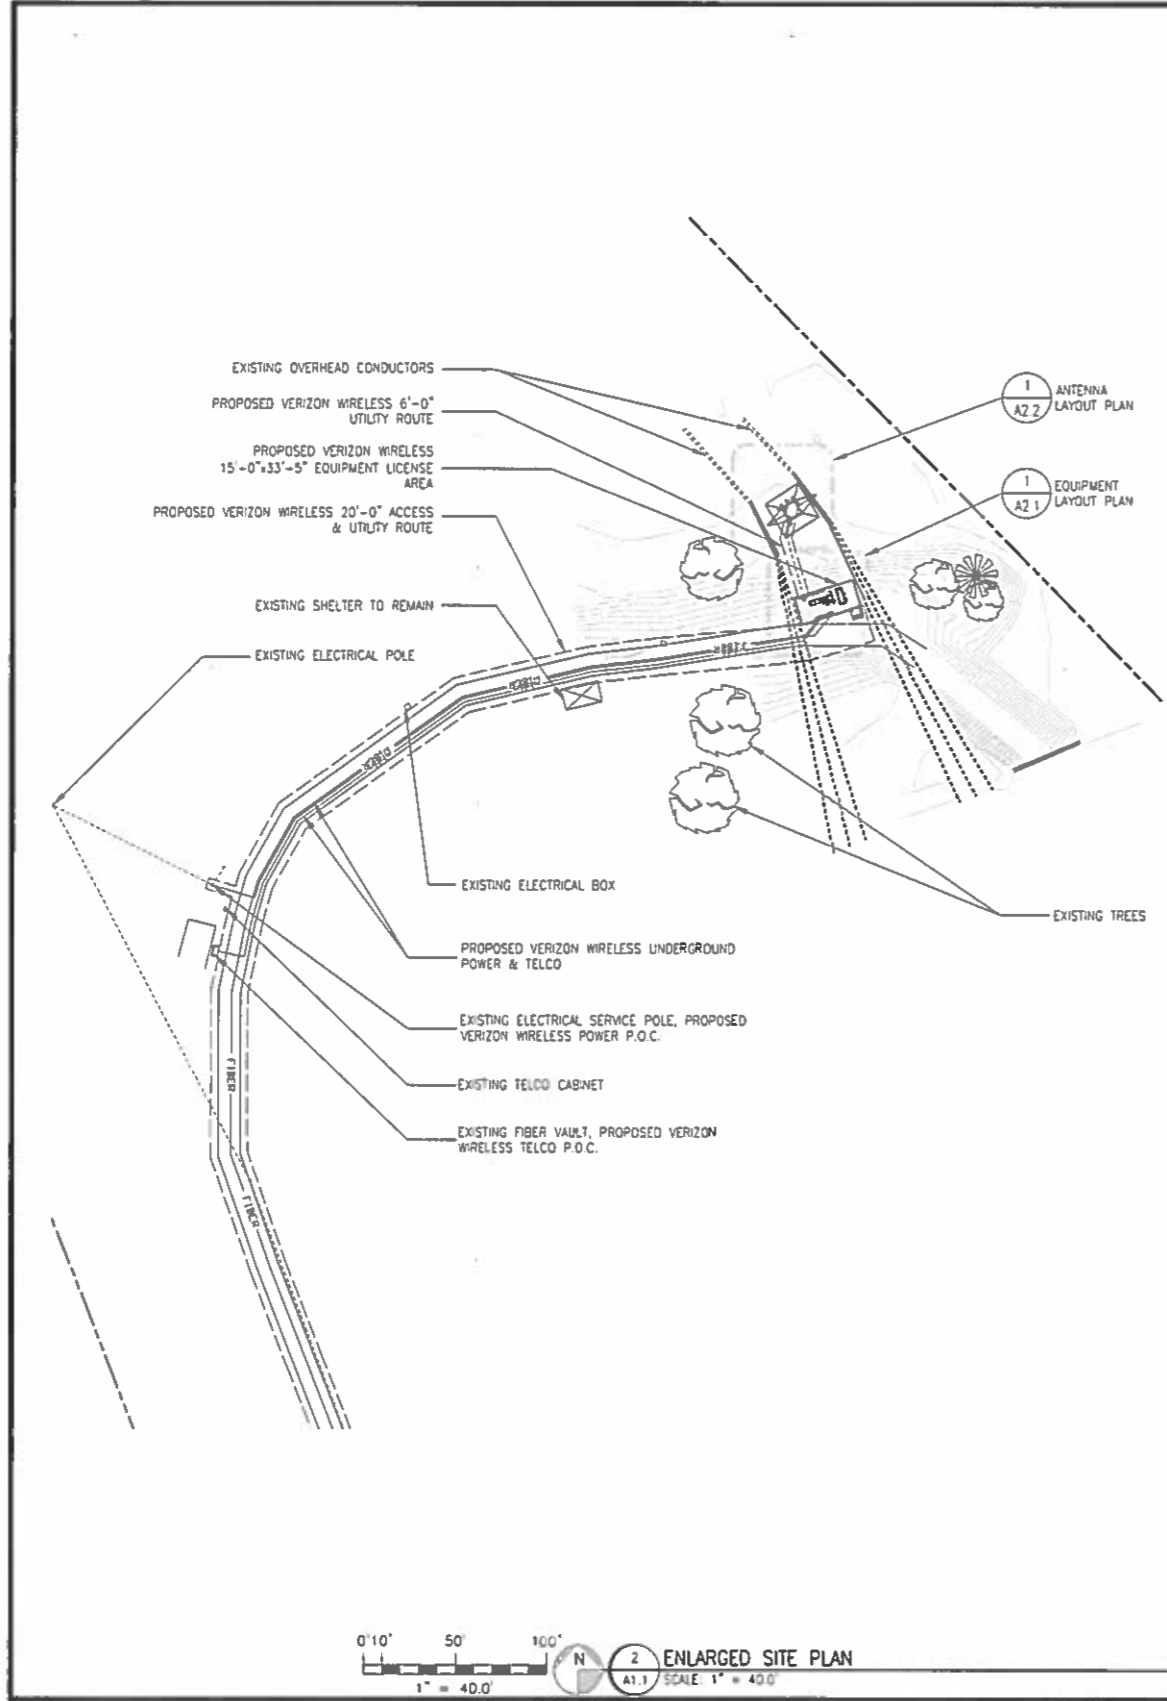 EXISTING OVERHEAD CONDUCTORS
PROPOSED VERIZON WIRELESS 6'-0"
UTILITY ROUTE
PROPOSED VERIZON WIRELESS
15'-0"x33'-5" EQUIPMENT LICENSE
AREA
PROPOSED VERIZON WIRELESS 20'-0" ACCESS
& UTILITY ROUTE
EXISTING SHELTER TO REMAIN
EXISTING ELECTRICAL POLE
1
A2.2
ANTENNA
LAYOUT PLAN
1
A2.1
EQUIPMENT
LAYOUT PLAN
FIBER
FIBER
FIBER
EXISTING ELECTRICAL BOX
EXISTING TREES
PROPOSED VERIZON WIRELESS UNDERGROUND
POWER & TELCO
EXISTING ELECTRICAL SERVICE POLE, PROPOSED
VERIZON WIRELESS POWER P.O.C.
EXISTING TELCO CABINET
EXISTING FIBER VAULT, PROPOSED VERIZON
WIRELESS TELCO P.O.C.
FIBER
FIBER
0'10' 50' 100'
1" = 40.0'
N
2
A1.1
ENLARGED SITE PLAN
SCALE: 1" = 40.0'